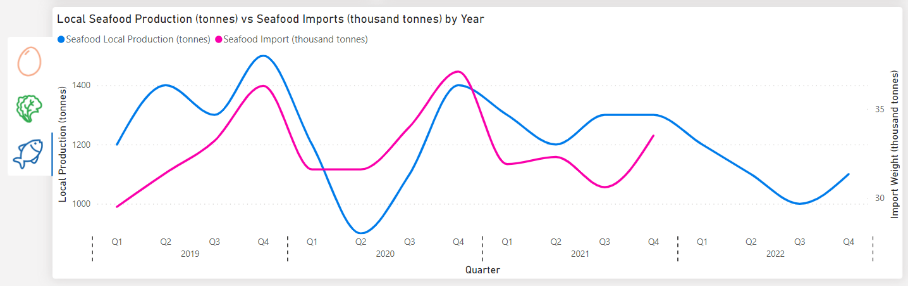 Local Seafood Production (tonnes) vs Seafood Imports (thousand tonnes) by Year
Seafood Local Production (tonnes) Seafood Import (thousand tonnes)
Local Production (tonnes)
1400
1200
1000
35
30
Import Weight (thousand tonnes)
Q1 Q2 Q3 Q4 Q1 Q2 Q3 Q4 Q1 Q2 Q3 Q4 Q1 Q2 Q3 Q4
2019 2020 2021 2022
Quarter